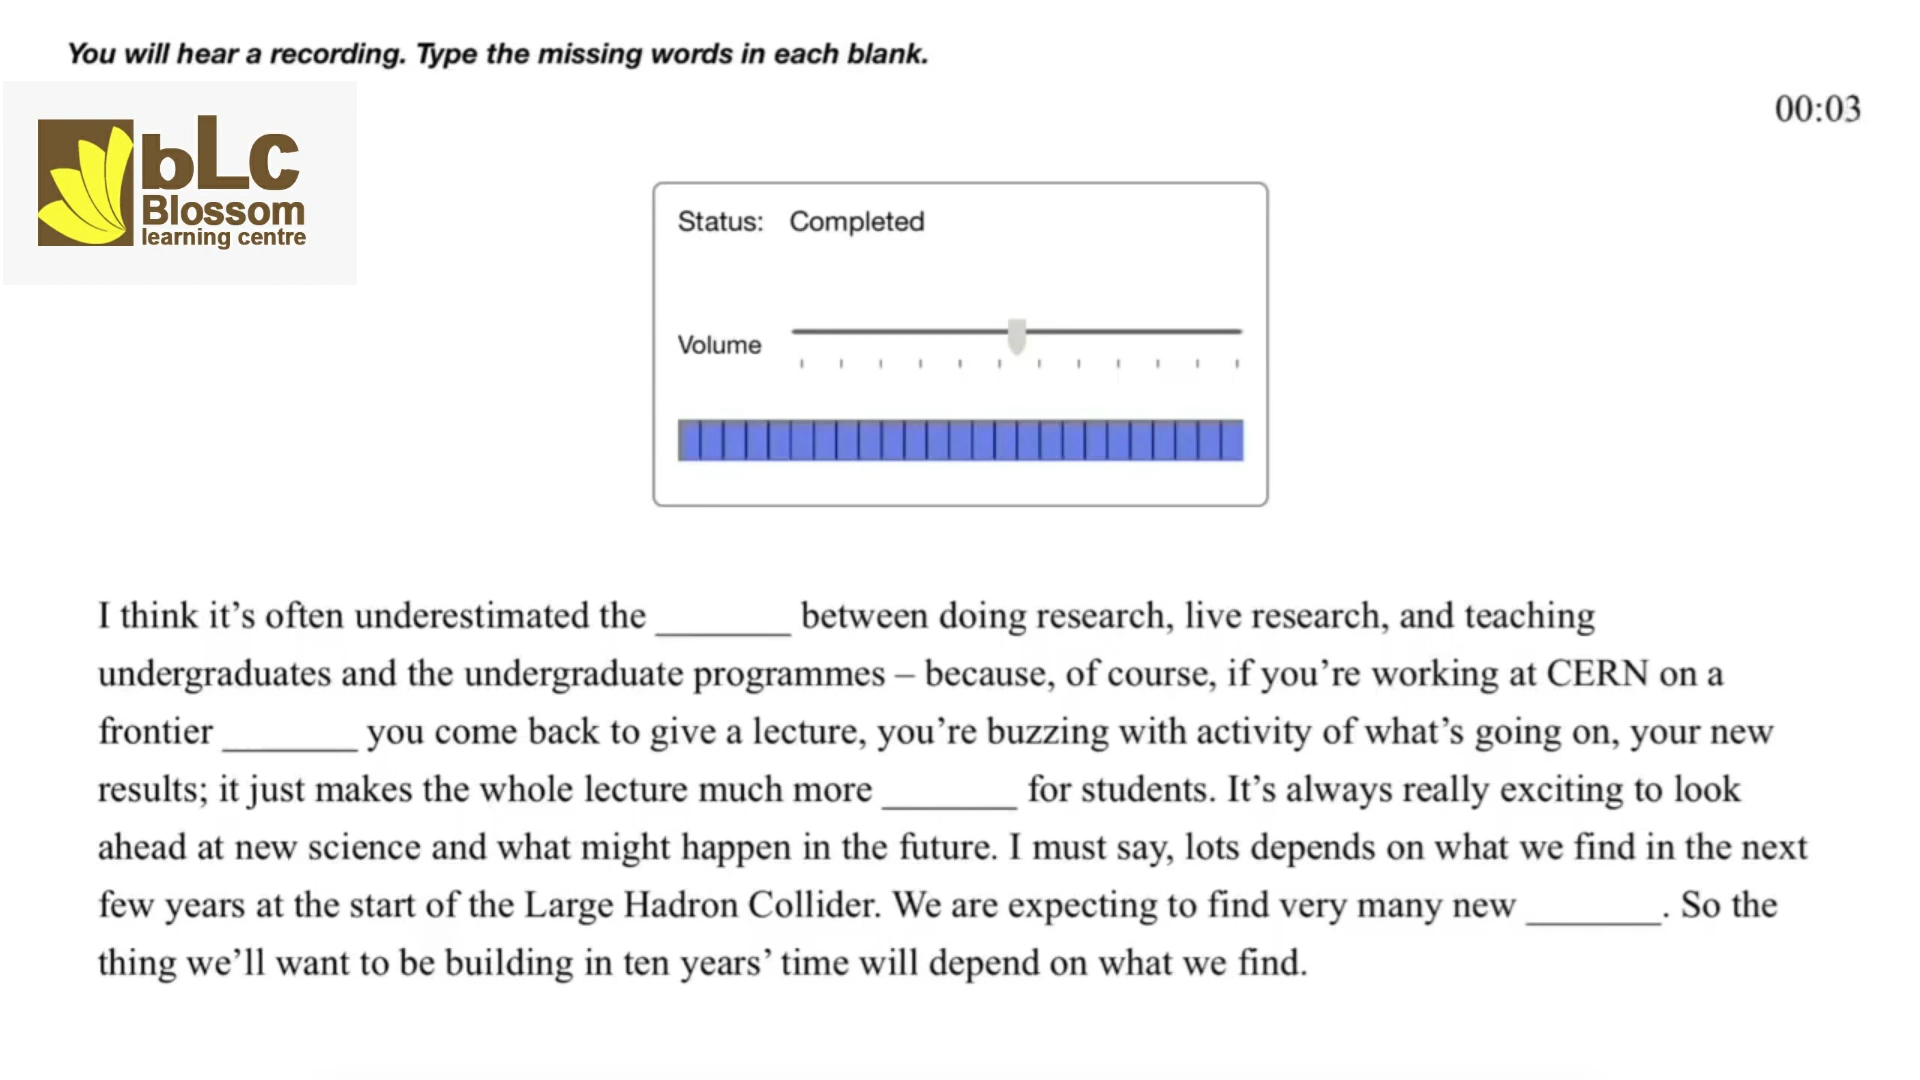 You will hear a recording. Type the missing words in each blank.
00:03
bLC
Blossom
learning centre
Status: Completed
Volume
I think it’s often underestimated the _______ between doing research, live research, and teaching
undergraduates and the undergraduate programmes – because, of course, if you’re working at CERN on a
frontier _______ you come back to give a lecture, you’re buzzing with activity of what’s going on, your new
results; it just makes the whole lecture much more _______ for students. It’s always really exciting to look
ahead at new science and what might happen in the future. I must say, lots depends on what we find in the next
few years at the start of the Large Hadron Collider. We are expecting to find very many new _______. So the
thing we’ll want to be building in ten years’ time will depend on what we find.